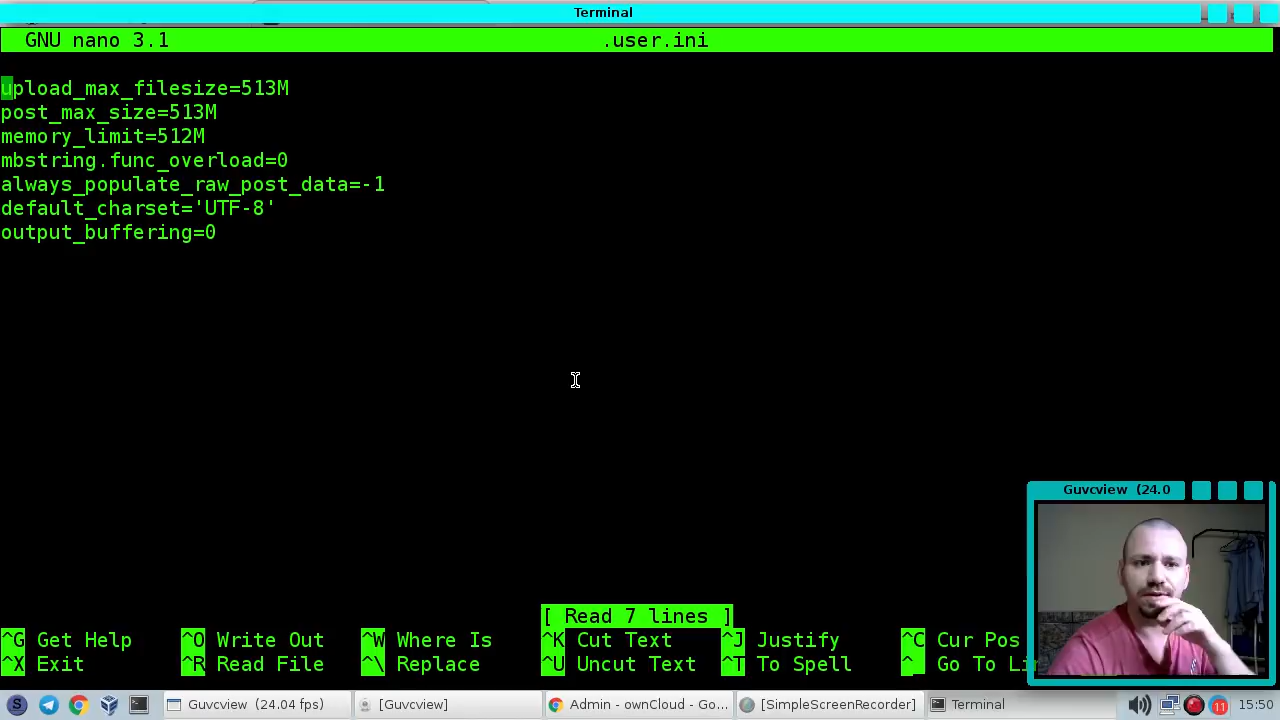 Terminal
GNU nano 3.1 .user.ini
upload_max_filesize=513M
post_max_size=513M
memory_limit=512M
mbstring.func_overload=0
always_populate_raw_post_data=-1
default_charset='UTF-8'
output_buffering=0
Guvcview (24.0
[ Read 7 lines ]
^G Get Help ^O Write Out ^W Where Is ^K Cut Text ^J Justify ^C Cur Pos
^X Exit ^R Read File ^\ Replace ^U Uncut Text ^T To Spell ^_ Go To Li
Guvcview (24.04 fps) [Guvcview] Admin - ownCloud - Go... [SimpleScreenRecorder] Terminal 11 15:50